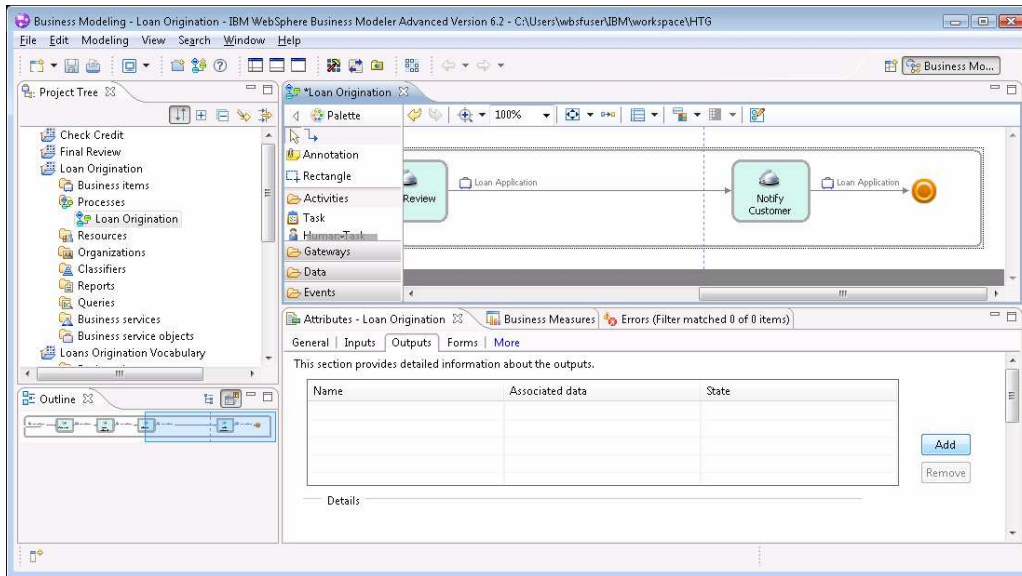 Business Modeling - Loan Origination - IBM WebSphere Business Modeler Advanced Version 6.2 - C:\Users\wbsfuser\IBM\workspace\HTG
File Edit Modeling View Search Window Help
Business Mo...
Project Tree
Check Credit
Final Review
Loan Origination
Business items
Processes
Loan Origination
Resources
Organizations
Classifiers
Reports
Queries
Business services
Business service objects
Loans Origination Vocabulary
Outline
*Loan Origination
Palette
100%
Annotation
Rectangle
Activities
Task
Human Task
Gateways
Data
Events
Review
Loan Application
Notify
Customer
Loan Application
Attributes - Loan Origination
Business Measures
Errors (Filter matched 0 of 0 items)
General Inputs Outputs Forms More
This section provides detailed information about the outputs.
Name Associated data State
Add
Remove
Details